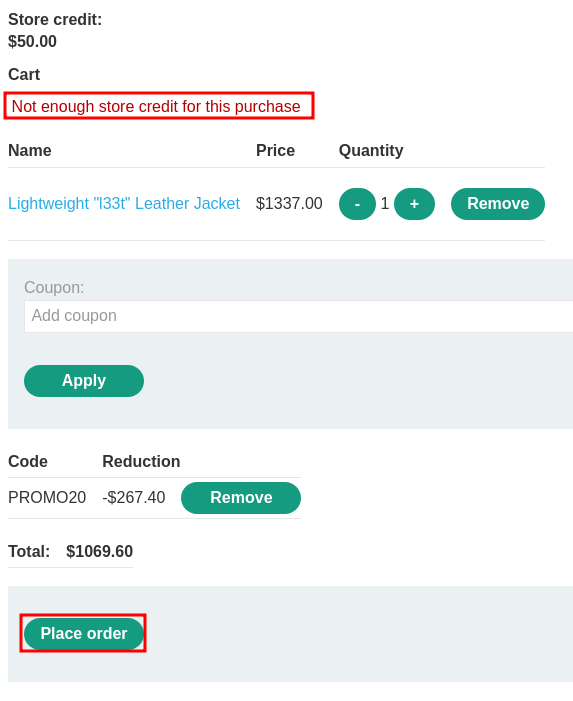 Store credit:
$50.00
Cart
Not enough store credit for this purchase
Name Price Quantity
Lightweight "l33t" Leather Jacket $1337.00 - 1 + Remove
Coupon:
Add coupon
Apply
Code Reduction
PROMO20 -$267.40 Remove
Total: $1069.60
Place order